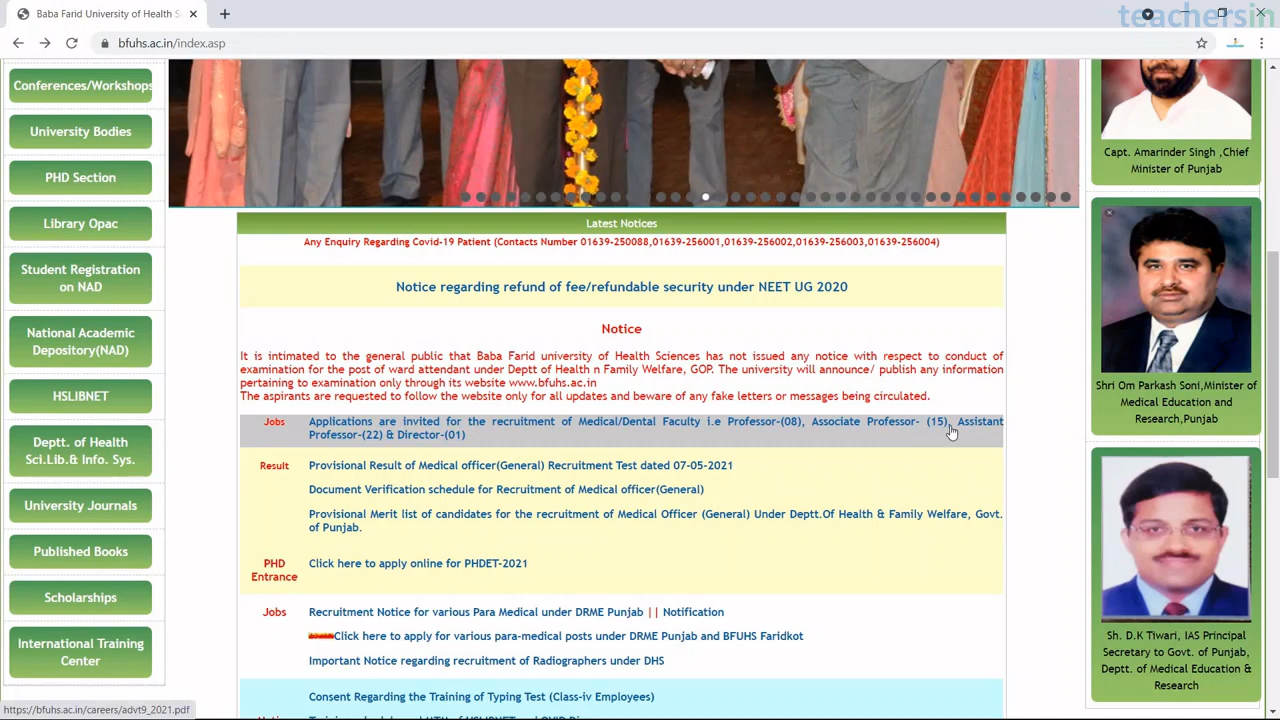 teachersin
Baba Farid University of Health S
bfuhs.ac.in/index.asp
Conferences/Workshops
University Bodies
PHD Section
Library Opac
Student Registration
on NAD
National Academic
Depository(NAD)
HSLIBNET
Deptt. of Health
Sci.Lib.& Info. Sys.
University Journals
Published Books
Scholarships
International Training
Center
Latest Notices
Any Enquiry Regarding Covid-19 Patient (Contacts Number 01639-250088,01639-256001,01639-256002,01639-256003,01639-256004)
Notice regarding refund of fee/refundable security under NEET UG 2020
Notice
It is intimated to the general public that Baba Farid university of Health Sciences has not issued any notice with respect to conduct of
examination for the post of ward attendant under Deptt of Health n Family Welfare, GOP. The university will announce/ publish any information
pertaining to examination only through its website www.bfuhs.ac.in
The aspirants are requested to follow the website only for all updates and beware of any fake letters or messages being circulated.
Jobs Applications are invited for the recruitment of Medical/Dental Faculty i.e Professor-(08), Associate Professor- (15), Assistant
Professor-(22) & Director-(01)
Result Provisional Result of Medical officer(General) Recruitment Test dated 07-05-2021
Document Verification schedule for Recruitment of Medical officer(General)
Provisional Merit list of candidates for the recruitment of Medical Officer (General) Under Deptt.Of Health & Family Welfare, Govt.
of Punjab.
PHD Click here to apply online for PHDET-2021
Entrance
Jobs Recruitment Notice for various Para Medical under DRME Punjab || Notification
Click here to apply for various para-medical posts under DRME Punjab and BFUHS Faridkot
Important Notice regarding recruitment of Radiographers under DHS
Consent Regarding the Training of Typing Test (Class-iv Employees)
Capt. Amarinder Singh ,Chief
Minister of Punjab
Shri Om Parkash Soni,Minister of
Medical Education and
Research,Punjab
Sh. D.K Tiwari, IAS Principal
Secretary to Govt. of Punjab,
Deptt. of Medical Education &
Research
https://bfuhs.ac.in/careers/advt9_2021.pdf